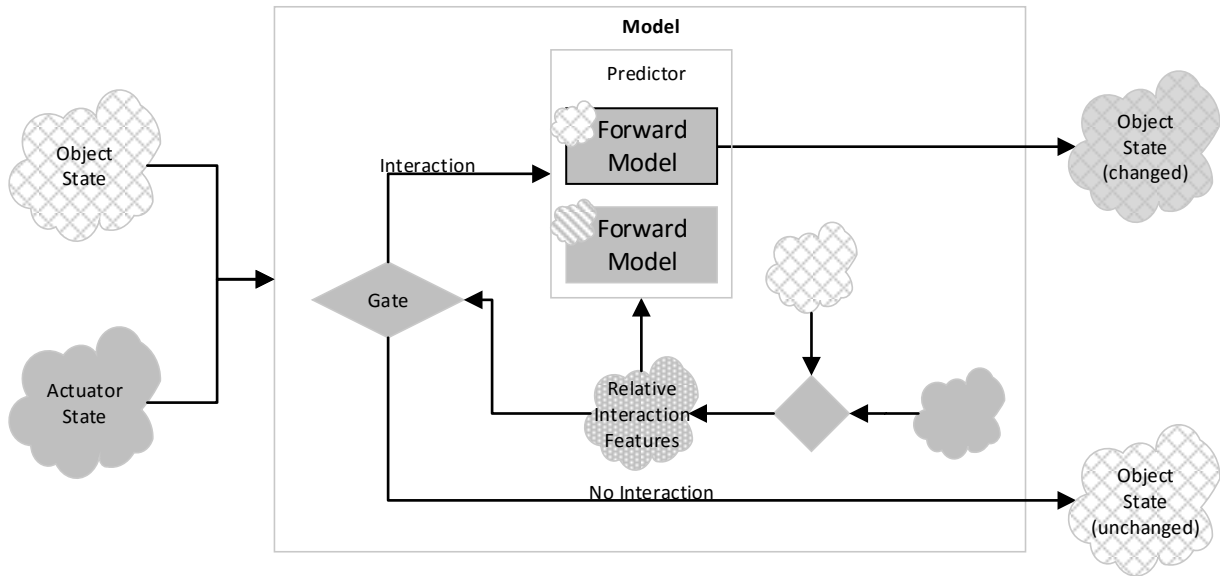 Model
Predictor
Forward
Model
Forward
Model
Object
State
Actuator
State
Interaction
Gate
Relative
Interaction
Features
No Interaction
Object
State
(changed)
Object
State
(unchanged)